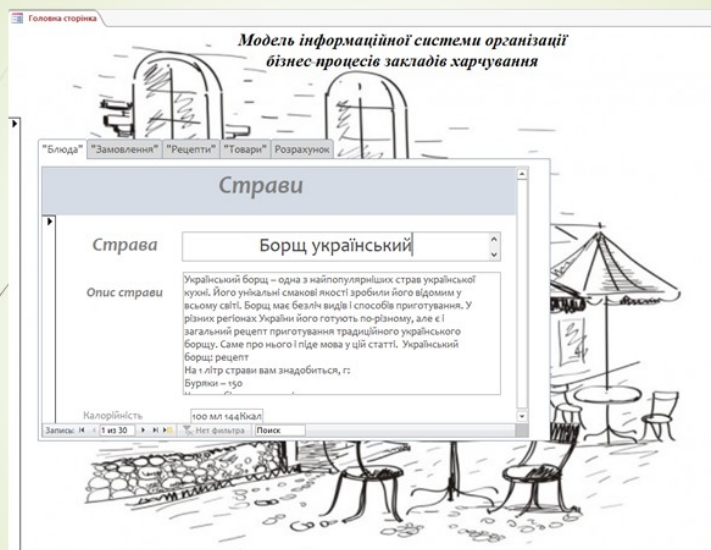 Головна сторінка
Модель інформаційної системи організації
бізнес-процесів закладів харчування
"Блюда" "Замовлення" "Рецепти" "Товари" Розрахунок
Страви
Страва Борщ український
Опис страви
Український борщ – одна з найпопулярніших страв української
кухні. Його унікальні смакові якості зробили його відомим у
всьому світі. Борщ має безліч видів і способів приготування. У
різних регіонах України його готують по-різному, але є і
загальний рецепт приготування традиційного українського
борщу. Саме про нього і піде мова у цій статті. Український
борщ: рецепт
На 1 літр страви вам знадобиться, г:
Буряки – 150
Калорійність 100 мл 144Ккал
Запись: 1 из 30 Нет фильтра Поиск